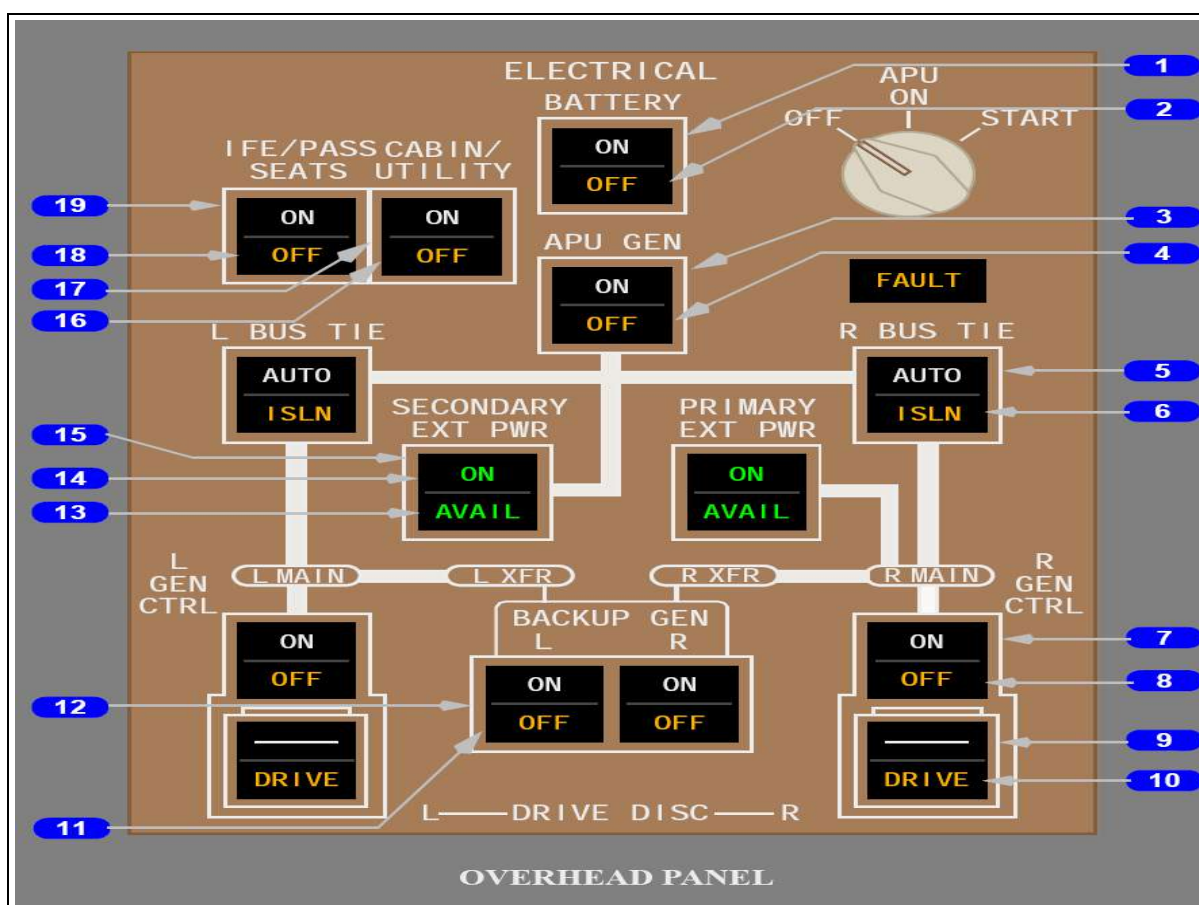 ELECTRICAL
BATTERY
ON
OFF
APU
ON
OFF
START
1
2
IFE/PASS
SEATS
CABIN/
UTILITY
ON
OFF
ON
OFF
19
18
17
16
APU GEN
ON
OFF
3
4
FAULT
L BUS TIE
AUTO
ISLN
R BUS TIE
AUTO
ISLN
5
6
SECONDARY
EXT PWR
ON
AVAIL
PRIMARY
EXT PWR
ON
AVAIL
15
14
13
L
GEN
CTRL
L MAIN
L XFR
R XFR
R MAIN
R
GEN
CTRL
BACKUP GEN
L
R
ON
OFF
ON
OFF
ON
OFF
ON
OFF
7
8
12
11
DRIVE
DRIVE
9
10
L
DRIVE DISC
R
OVERHEAD PANEL